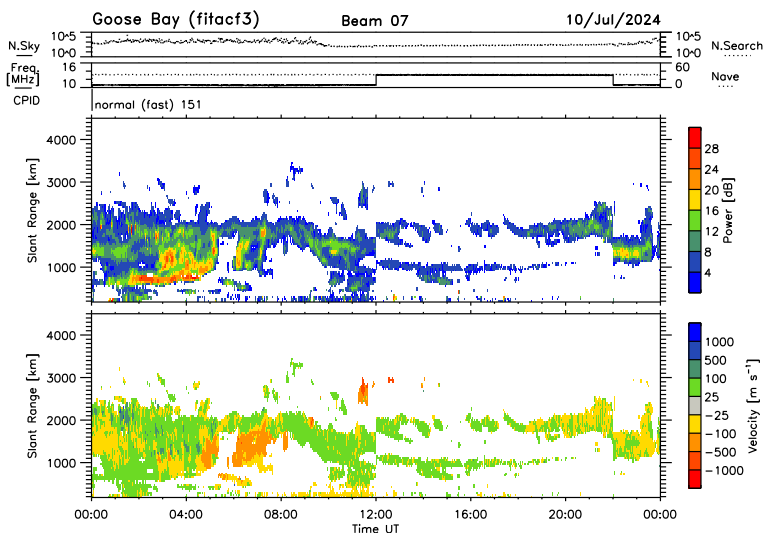 Goose Bay (fitacf3) Beam 07 10/Jul/2024
N.Sky 10^5 10^0 10^5 10^0 N.Search
Freq. [MHz] 16 10 60 0 Nave
CPID normal (fast) 151
Slant Range [km] 4000 3000 2000 1000
Power [dB] 28 24 20 16 12 8 4
Slant Range [km] 4000 3000 2000 1000
Velocity [m s⁻¹] 1000 500 100 25 −25 −100 −500 −1000
00:00 04:00 08:00 12:00 16:00 20:00 00:00
Time UT